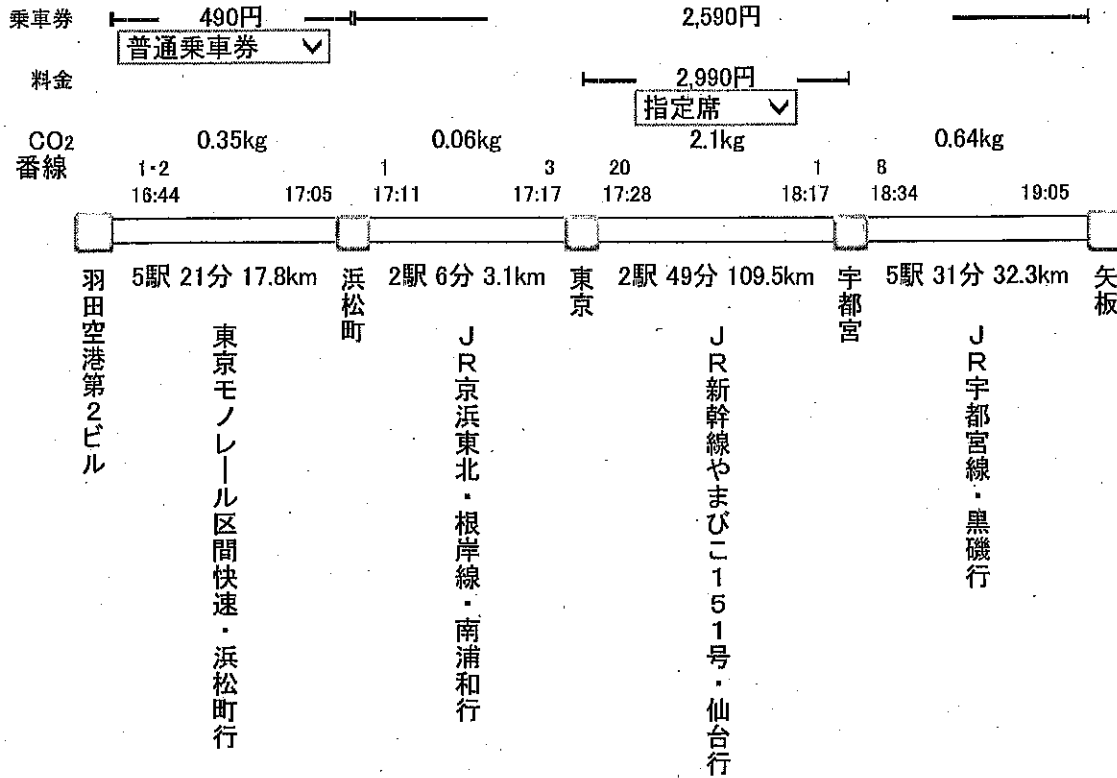 乗車券 490円 2,590円
普通乗車券
料金 2,990円
指定席
CO2 0.35kg 0.06kg 2.1kg 0.64kg
番線 1・2 1 3 20 1 8
16:44 17:05 17:11 17:17 17:28 18:17 18:34 19:05
羽田空港第2ビル
5駅 21分 17.8km
東京モノレール区間快速・浜松町行
浜松町
2駅 6分 3.1km
JR京浜東北・根岸線・南浦和行
東京
2駅 49分 109.5km
JR新幹線やまびこ151号・仙台行
宇都宮
5駅 31分 32.3km
JR宇都宮線・黒磯行
矢板